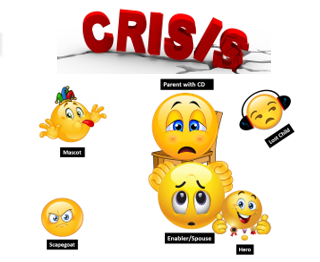 CRISIS
Parent with CD
Lost Child
Mascot
Scapegoat
Enabler/Spouse
Hero